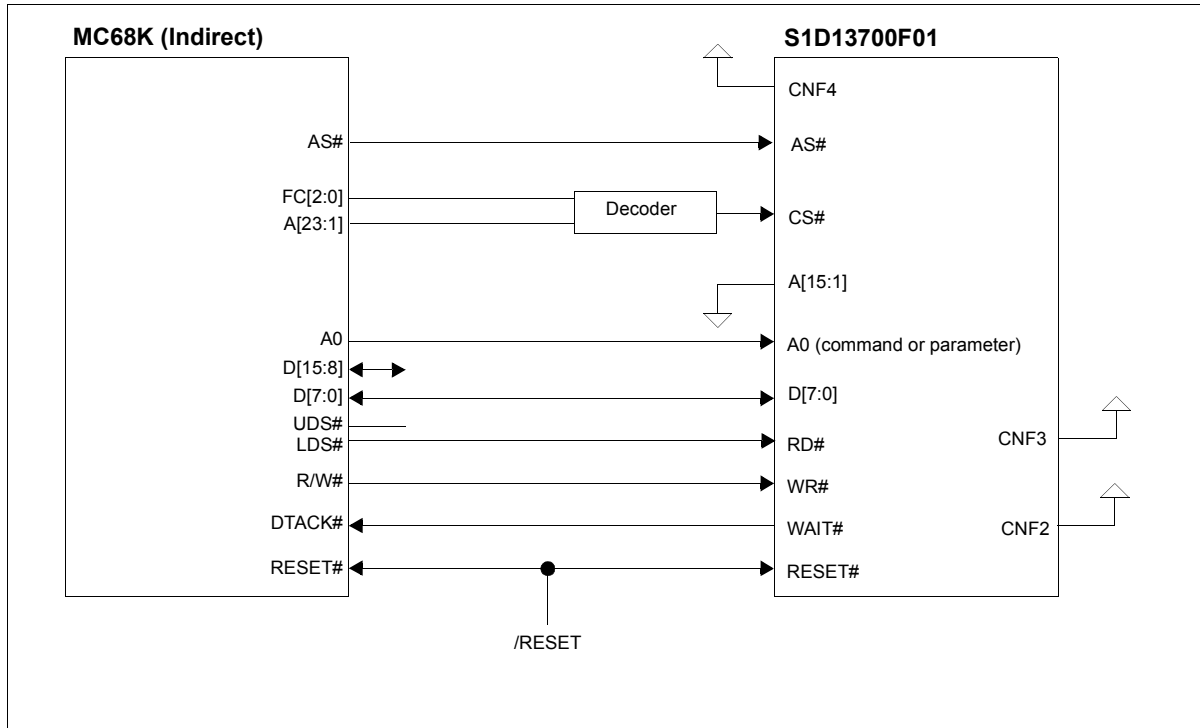 MC68K (Indirect)
S1D13700F01
CNF4
AS#
AS#
FC[2:0]
A[23:1]
Decoder
CS#
A[15:1]
A0
A0 (command or parameter)
D[15:8]
D[7:0]
D[7:0]
UDS#
LDS#
RD#
CNF3
R/W#
WR#
DTACK#
WAIT#
CNF2
RESET#
RESET#
/RESET